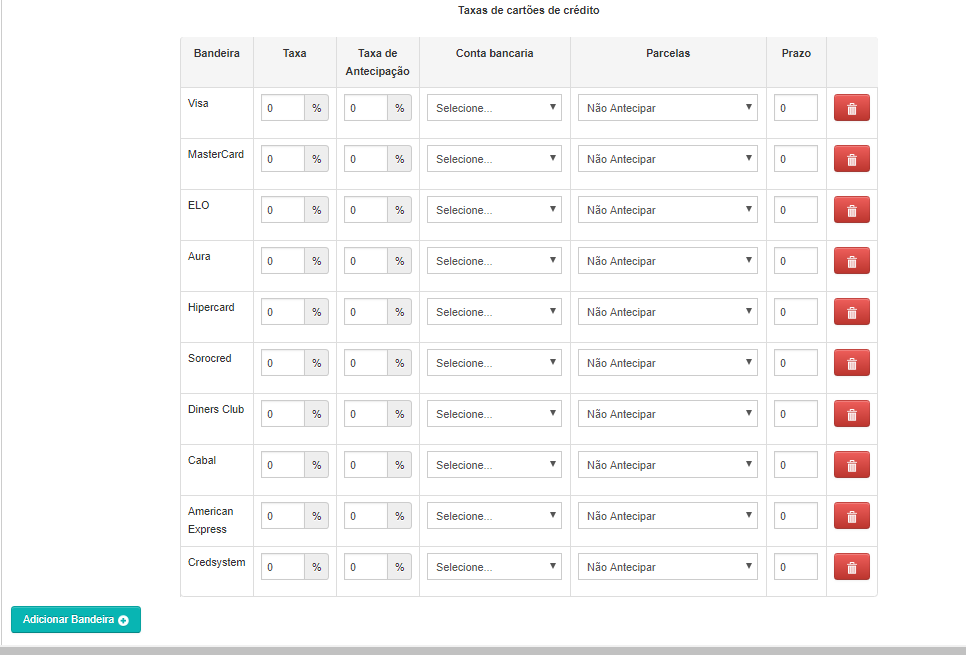 Taxas de cartões de crédito
Bandeira Taxa Taxa de Antecipação Conta bancaria Parcelas Prazo
Visa 0 % 0 % Selecione... Não Antecipar 0
MasterCard 0 % 0 % Selecione... Não Antecipar 0
ELO 0 % 0 % Selecione... Não Antecipar 0
Aura 0 % 0 % Selecione... Não Antecipar 0
Hipercard 0 % 0 % Selecione... Não Antecipar 0
Sorocred 0 % 0 % Selecione... Não Antecipar 0
Diners Club 0 % 0 % Selecione... Não Antecipar 0
Cabal 0 % 0 % Selecione... Não Antecipar 0
American Express 0 % 0 % Selecione... Não Antecipar 0
Credsystem 0 % 0 % Selecione... Não Antecipar 0
Adicionar Bandeira